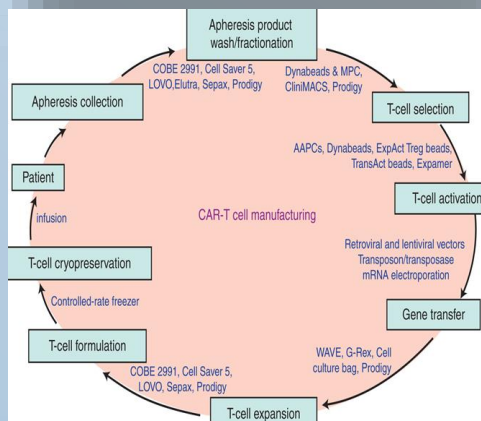 Apheresis product
wash/fractionation
COBE 2991, Cell Saver 5,
LOVO,Elutra, Sepax, Prodigy
Dynabeads & MPC,
CliniMACS, Prodigy
Apheresis collection
T-cell selection
AAPCs, Dynabeads, ExpAct Treg beads,
TransAct beads, Expamer
Patient
T-cell activation
infusion
CAR-T cell manufacturing
Retroviral and lentiviral vectors
Transposon/transposase
mRNA electroporation
T-cell cryopreservation
Controlled-rate freezer
Gene transfer
T-cell formulation
WAVE, G-Rex, Cell
culture bag, Prodigy
COBE 2991, Cell Saver 5,
LOVO, Sepax, Prodigy
T-cell expansion